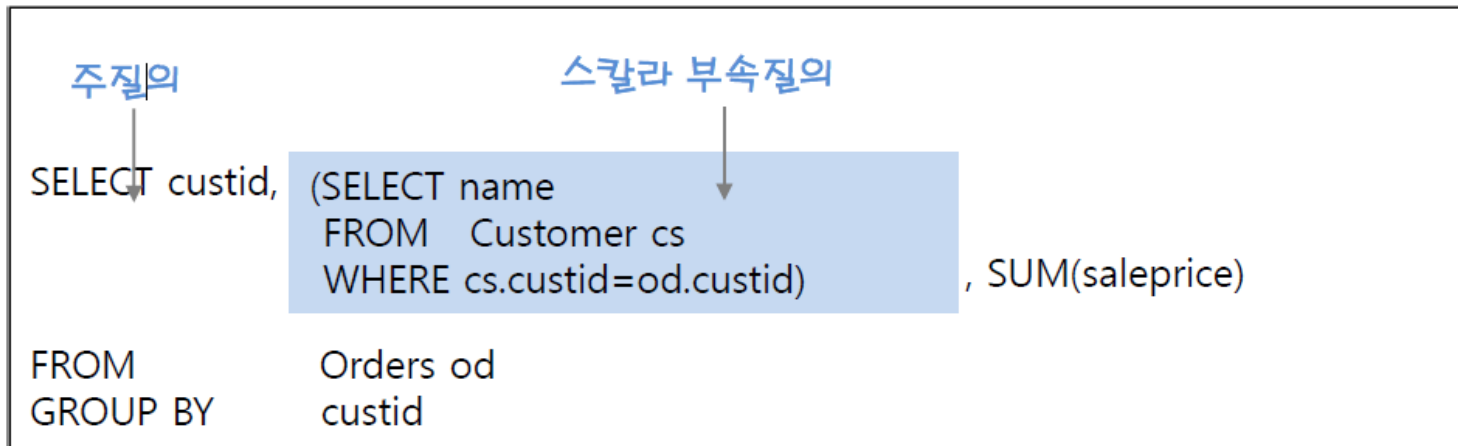 주질의 스칼라 부속질의
SELECT custid, (SELECT name
FROM Customer cs
WHERE cs.custid=od.custid) , SUM(saleprice)
FROM Orders od
GROUP BY custid